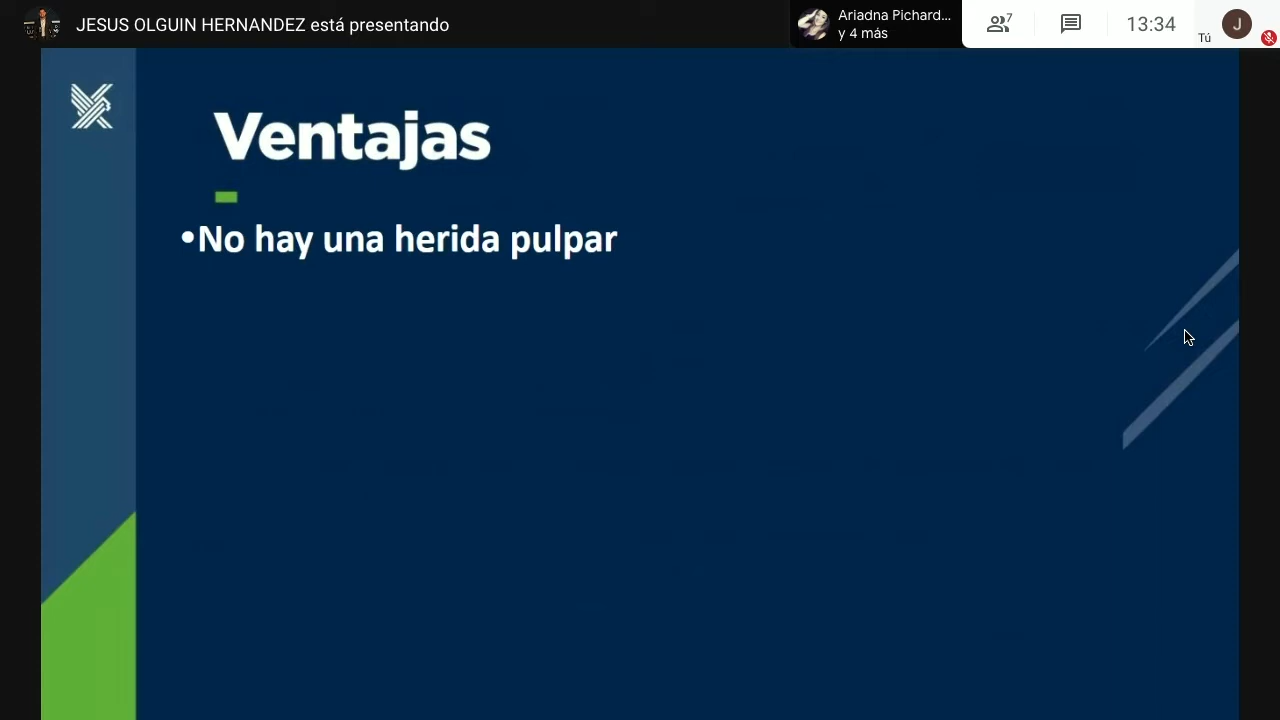 JESUS OLGUIN HERNANDEZ está presentando
Ariadna Pichard...
y 4 más
7
13:34
Tú
J
Ventajas
•No hay una herida pulpar